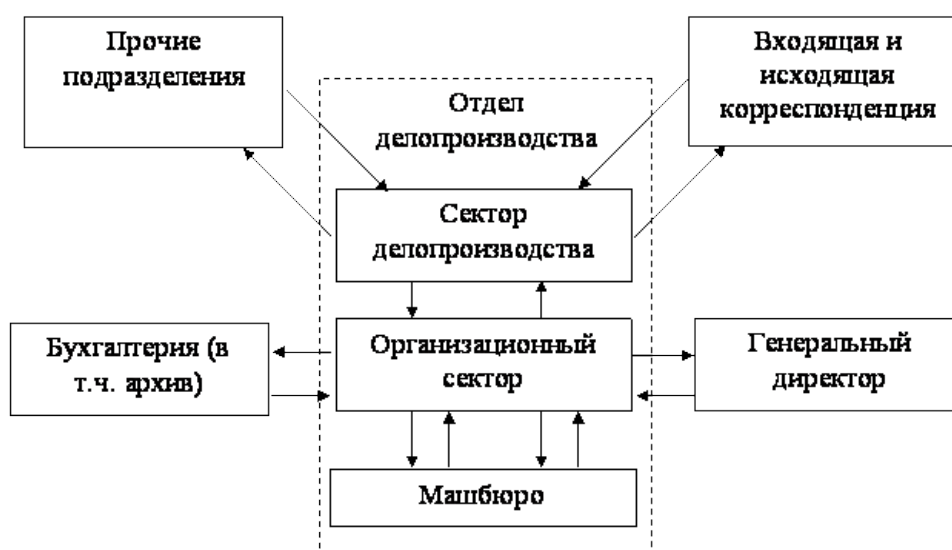 Прочие
подразделения
Входящая и
исходящая
корреспонденция
Отдел
делопроизводства
Сектор
делопроизводства
Бухгалтерия (в
т.ч. архив)
Организационный
сектор
Генеральный
директор
Машбюро